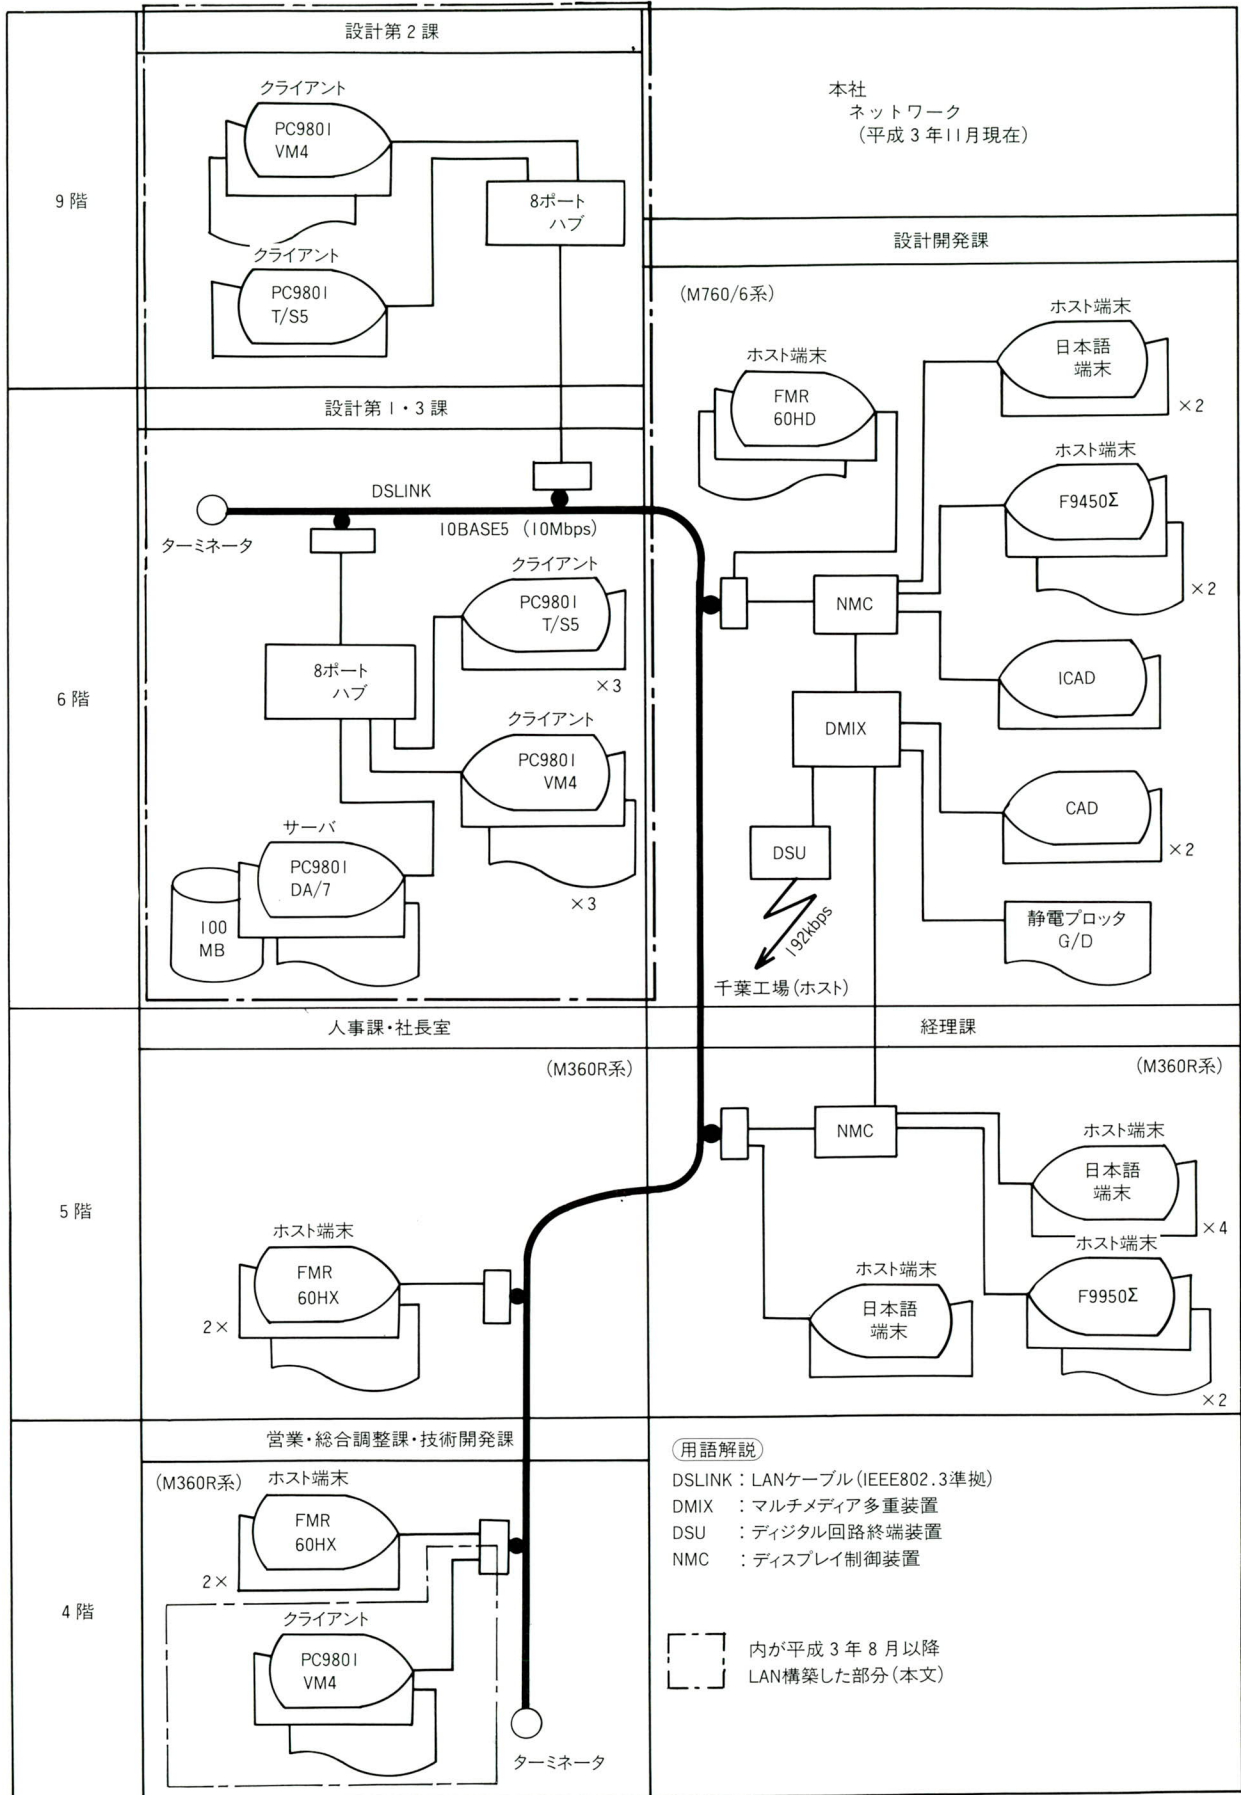 本社
ネットワーク
(平成3年11月現在)
9階
設計第2課
クライアント
PC9801
VM4
8ポート
ハブ
クライアント
PC9801
T/S5
設計開発課
(M760/6系)
ホスト端末
日本語
端末
×2
ホスト端末
FMR
60HD
ホスト端末
F9450Σ
×2
NMC
ICAD
DMIX
CAD
×2
DSU
192kbps
静電プロッタ
G/D
千葉工場(ホスト)
6階
設計第1・3課
DSLINK
10BASE5 (10Mbps)
ターミネータ
クライアント
PC9801
T/S5
×3
8ポート
ハブ
クライアント
PC9801
VM4
×3
サーバ
PC9801
DA/7
100
MB
5階
人事課・社長室
(M360R系)
ホスト端末
FMR
60HX
2×
経理課
(M360R系)
NMC
ホスト端末
日本語
端末
×4
ホスト端末
F9950Σ
×2
ホスト端末
日本語
端末
4階
営業・総合調整課・技術開発課
(M360R系)
ホスト端末
FMR
60HX
2×
クライアント
PC9801
VM4
ターミネータ
用語解説
DSLINK:LANケーブル(IEEE802.3準拠)
DMIX :マルチメディア多重装置
DSU :ディジタル回路終端装置
NMC :ディスプレイ制御装置
内が平成3年8月以降
LAN構築した部分(本文)